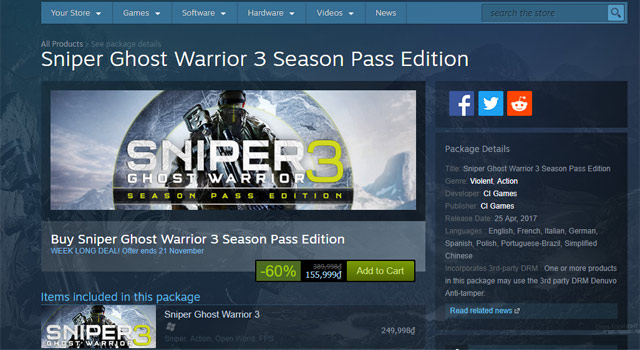 Your Store Games Software Hardware Videos News search the store
All Products > See package details
Sniper Ghost Warrior 3 Season Pass Edition
SNIPER 3
GHOST WARRIOR
SEASON PASS EDITION
Buy Sniper Ghost Warrior 3 Season Pass Edition
WEEK LONG DEAL! Offer ends 21 November
-60% 389,998₫ 155,999₫ Add to Cart
Items included in this package
SNIPER 3
GHOST WARRIOR
Sniper Ghost Warrior 3
249,998₫
Sniper, Action, Open World, FPS
Package Details
Title: Sniper Ghost Warrior 3 Season Pass Edition
Genre: Violent, Action
Developer: CI Games
Publisher: CI Games
Release Date: 25 Apr, 2017
Languages: English, French, Italian, German,
Spanish, Polish, Portuguese-Brazil, Simplified
Chinese
Incorporates 3rd-party DRM : One or more products
in this package may use the 3rd party DRM Denuvo
Anti-tamper.
Read related news